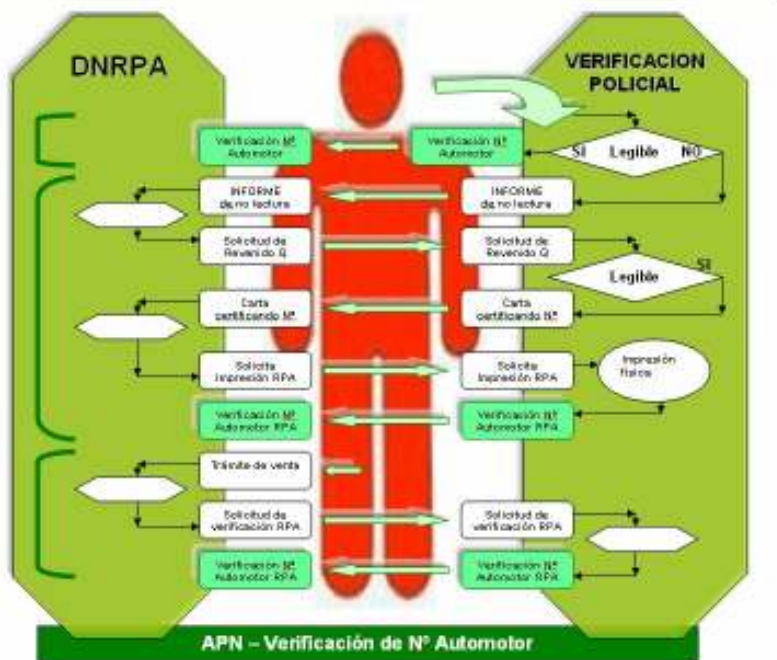 DNRPA
VERIFICACION
POLICIAL
Verificación Nº
Automotor
Verificación Nº
Automotor
SI
Legible
NO
INFORME
de no lectura
INFORME
de no lectura
Solicitud de
Revenido Q
Solicitud de
Revenido Q
Legible
SI
Carta
certificando Nº
Carta
certificando Nº
Solicita
Impresión RPA
Solicita
Impresión RPA
Impresión
física
Verificación Nº
Automotor RPA
Verificación Nº
Automotor RPA
Trámite de venta
Solicitud de
verificación RPA
Solicitud de
verificación RPA
Verificación Nº
Automotor RPA
Verificación Nº
Automotor RPA
APN – Verificación de Nº Automotor